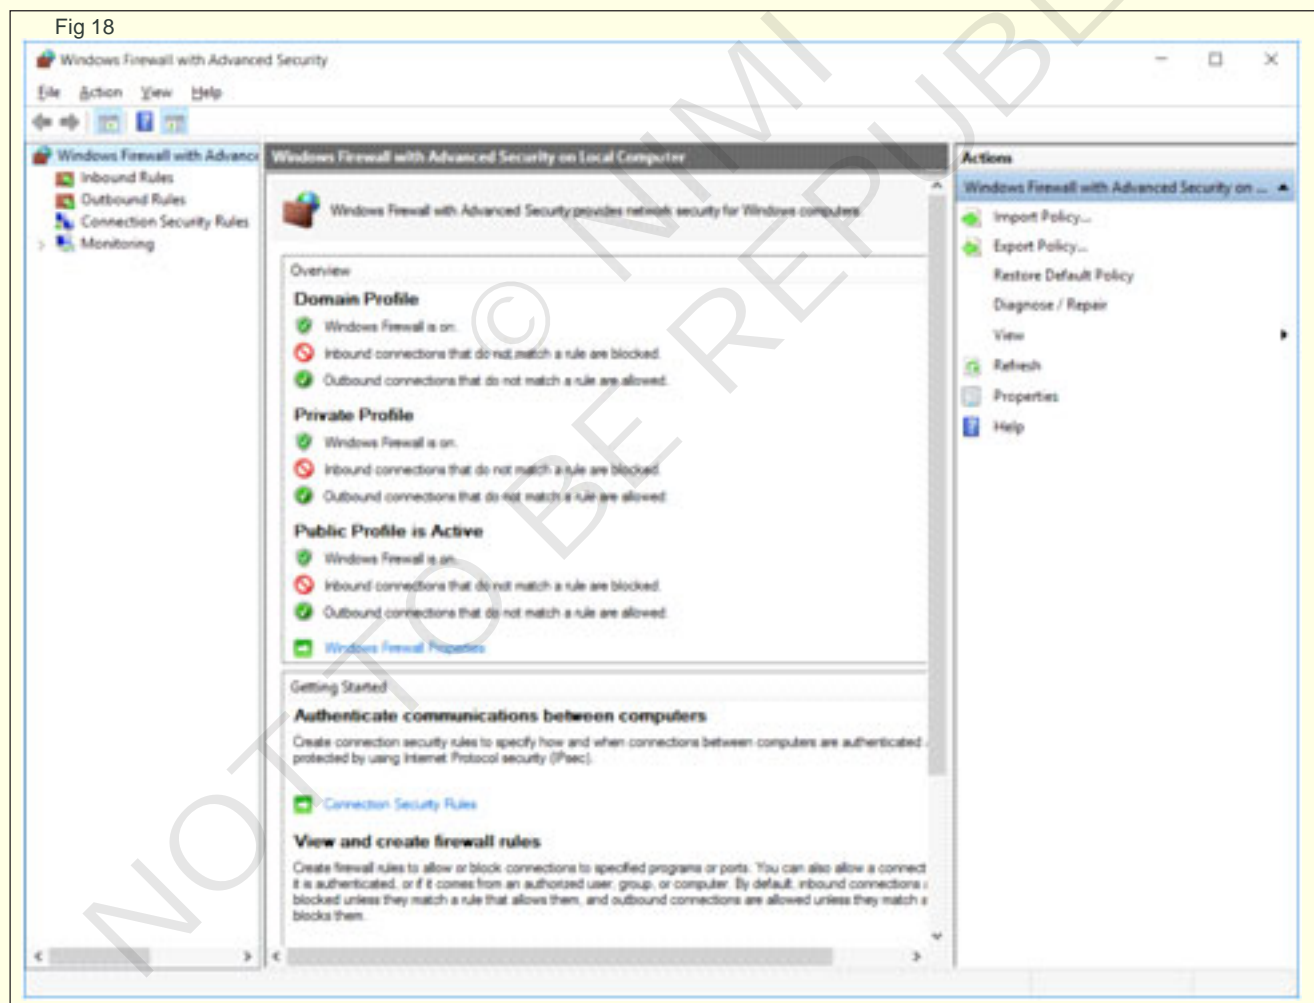 Fig 18
Windows Firewall with Advanced Security
File Action View Help
Windows Firewall with Advance
Inbound Rules
Outbound Rules
Connection Security Rules
Monitoring
Windows Firewall with Advanced Security on Local Computer
Windows Firewall with Advanced Security provides network security for Windows computers
Overview
Domain Profile
Windows Firewall is on.
Inbound connections that do not match a rule are blocked.
Outbound connections that do not match a rule are allowed.
Private Profile
Windows Firewall is on.
Inbound connections that do not match a rule are blocked.
Outbound connections that do not match a rule are allowed.
Public Profile is Active
Windows Firewall is on.
Inbound connections that do not match a rule are blocked.
Outbound connections that do not match a rule are allowed.
Windows Firewall Properties
Getting Started
Authenticate communications between computers
Create connection security rules to specify how and when connections between computers are authenticated
protected by using Internet Protocol security (IPsec).
Connection Security Rules
View and create firewall rules
Create firewall rules to allow or block connections to specified programs or ports. You can also allow a connect
it is authenticated, or if it comes from an authorized user, group, or computer. By default, inbound connections
blocked unless they match a rule that allows them, and outbound connections are allowed unless they match a
blocks them.
Actions
Windows Firewall with Advanced Security on ...
Import Policy...
Export Policy...
Restore Default Policy
Diagnose / Repair
View
Refresh
Properties
Help
© NIMI
NOT TO BE REPUBL